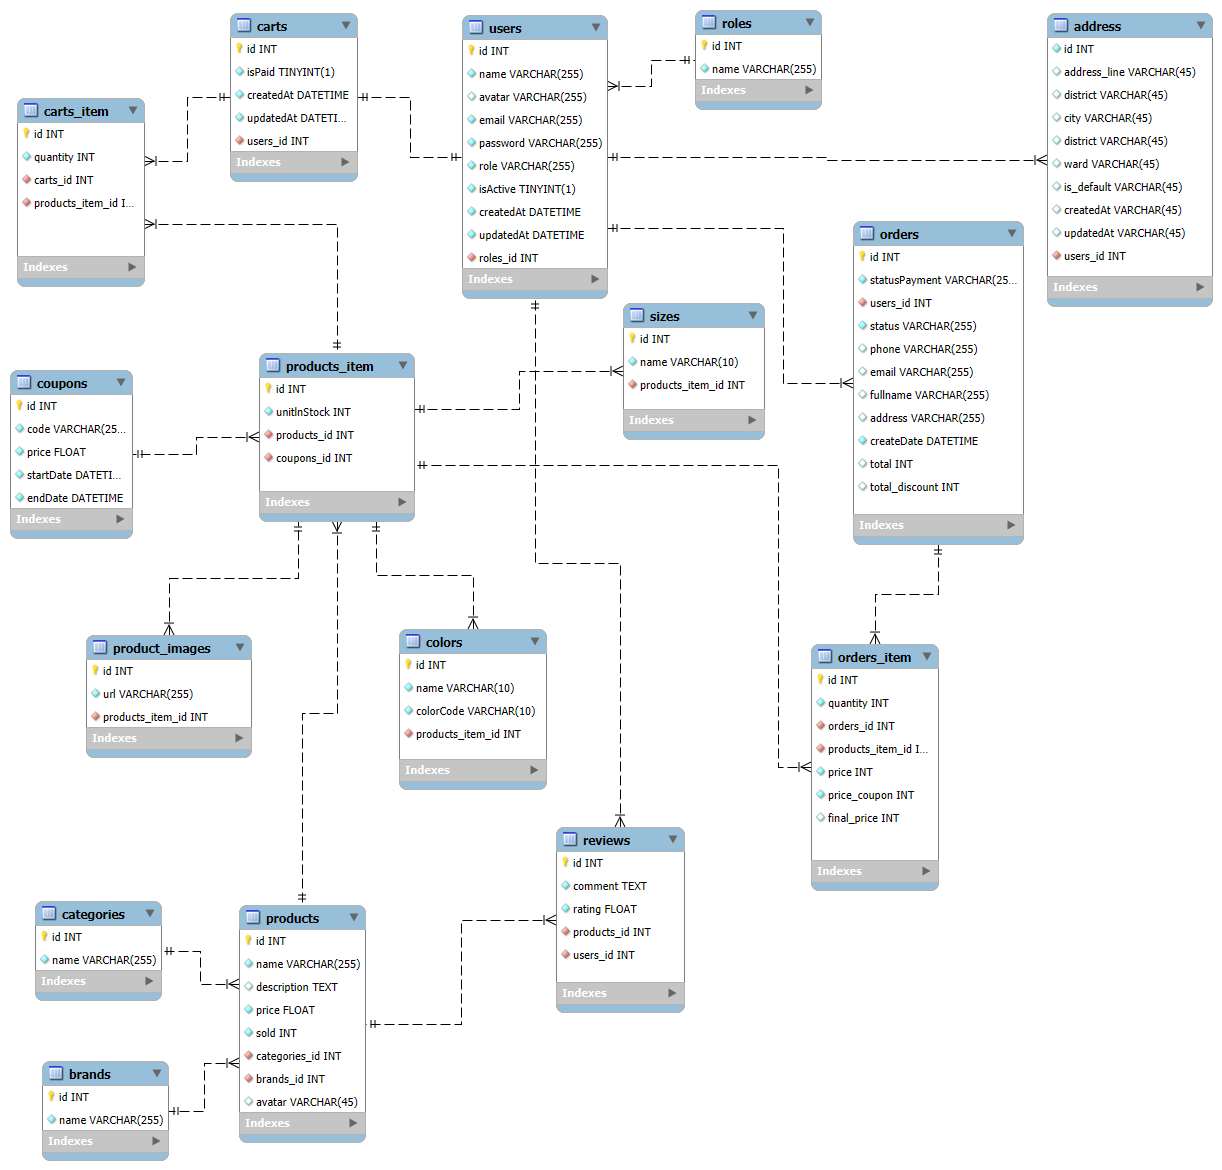 carts
id INT
isPaid TINYINT(1)
createdAt DATETIME
updatedAt DATETI...
users_id INT
Indexes
users
id INT
name VARCHAR(255)
avatar VARCHAR(255)
email VARCHAR(255)
password VARCHAR(255)
role VARCHAR(255)
isActive TINYINT(1)
createdAt DATETIME
updatedAt DATETIME
roles_id INT
Indexes
roles
id INT
name VARCHAR(255)
Indexes
address
id INT
address_line VARCHAR(45)
district VARCHAR(45)
city VARCHAR(45)
district VARCHAR(45)
ward VARCHAR(45)
is_default VARCHAR(45)
createdAt VARCHAR(45)
updatedAt VARCHAR(45)
users_id INT
Indexes
carts_item
id INT
quantity INT
carts_id INT
products_item_id I...
Indexes
orders
id INT
statusPayment VARCHAR(25...
users_id INT
status VARCHAR(255)
phone VARCHAR(255)
email VARCHAR(255)
fullname VARCHAR(255)
address VARCHAR(255)
createDate DATETIME
total INT
total_discount INT
Indexes
sizes
id INT
name VARCHAR(10)
products_item_id INT
Indexes
products_item
id INT
unitInStock INT
products_id INT
coupons_id INT
Indexes
coupons
id INT
code VARCHAR(25...
price FLOAT
startDate DATETI...
endDate DATETIME
Indexes
product_images
id INT
url VARCHAR(255)
products_item_id INT
Indexes
colors
id INT
name VARCHAR(10)
colorCode VARCHAR(10)
products_item_id INT
Indexes
orders_item
id INT
quantity INT
orders_id INT
products_item_id I...
price INT
price_coupon INT
final_price INT
Indexes
reviews
id INT
comment TEXT
rating FLOAT
products_id INT
users_id INT
Indexes
categories
id INT
name VARCHAR(255)
Indexes
products
id INT
name VARCHAR(255)
description TEXT
price FLOAT
sold INT
categories_id INT
brands_id INT
avatar VARCHAR(45)
Indexes
brands
id INT
name VARCHAR(255)
Indexes